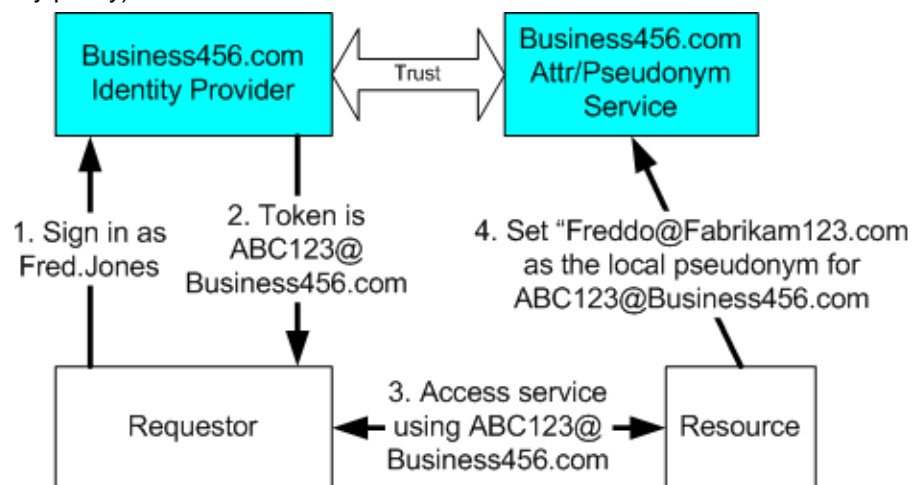 Business456.com
Identity Provider
Trust
Business456.com
Attr/Pseudonym
Service
1. Sign in as
Fred.Jones
2. Token is
ABC123@
Business456.com
4. Set “Freddo@Fabrikam123.com
as the local pseudonym for
ABC123@Business456.com
Requestor
3. Access service
using ABC123@
Business456.com
Resource